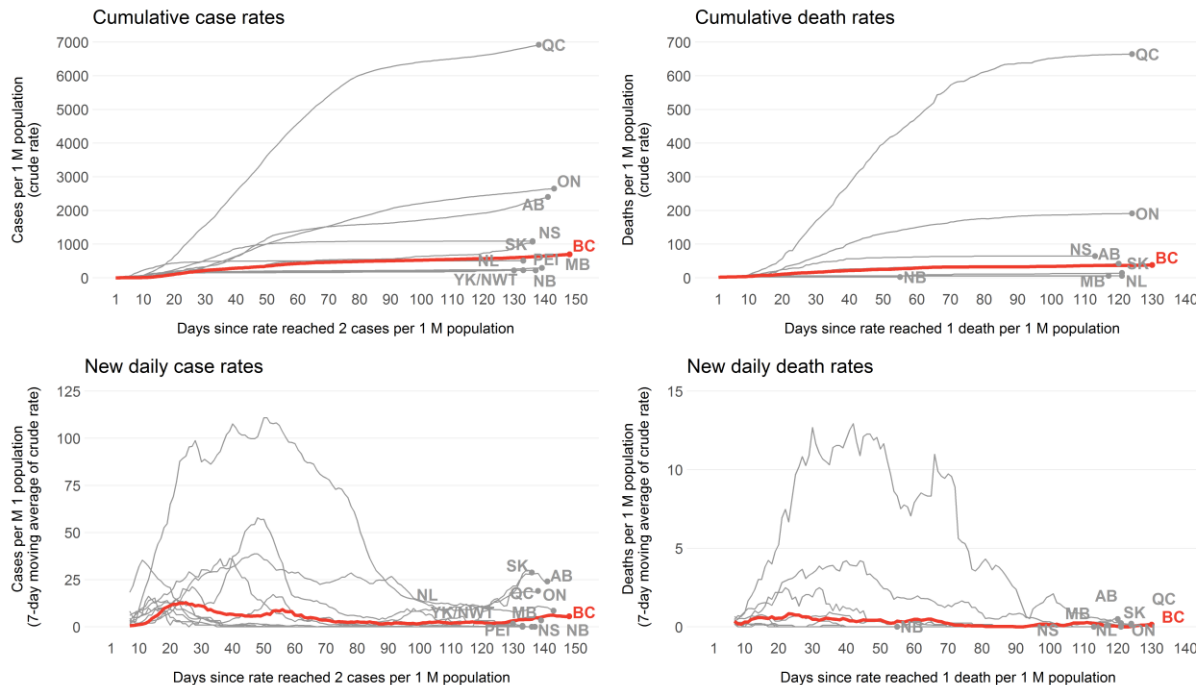 Cumulative case rates
Cases per 1 M population
(crude rate)
7000
6000
5000
4000
3000
2000
1000
0
QC
ON
AB
NS
SK
BC
NL
PEI
MB
YK/NWT
NB
1 10 20 30 40 50 60 70 80 90 100 110 120 130 140 150
Days since rate reached 2 cases per 1 M population
Cumulative death rates
Deaths per 1 M population
(crude rate)
700
600
500
400
300
200
100
0
QC
ON
NS
AB
BC
SK
NB
MB
NL
1 10 20 30 40 50 60 70 80 90 100 110 120 130 140
Days since rate reached 1 death per 1 M population
New daily case rates
Cases per M 1 population
(7-day moving average of crude rate)
125
100
75
50
25
0
SK
AB
NL
QC
ON
YK/NWT
MB
BC
PEI
NS
NB
1 10 20 30 40 50 60 70 80 90 100 110 120 130 140 150
Days since rate reached 2 cases per 1 M population
New daily death rates
Deaths per 1 M population
(7-day moving average of crude rate)
15
10
5
0
AB
QC
MB
SK
BC
NB
NS
NL
ON
1 10 20 30 40 50 60 70 80 90 100 110 120 130 140
Days since rate reached 1 death per 1 M population